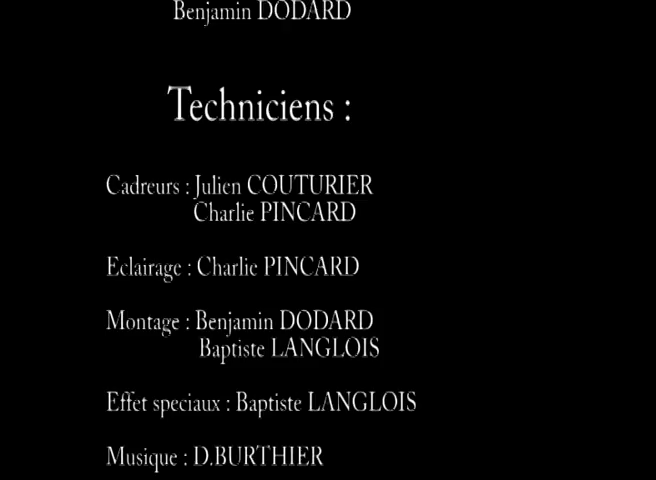 Benjamin DODARD
Techniciens :
Cadreurs : Julien COUTURIER
Charlie PINCARD
Eclairage : Charlie PINCARD
Montage : Benjamin DODARD
Baptiste LANGLOIS
Effet speciaux : Baptiste LANGLOIS
Musique : D.BURTHIER